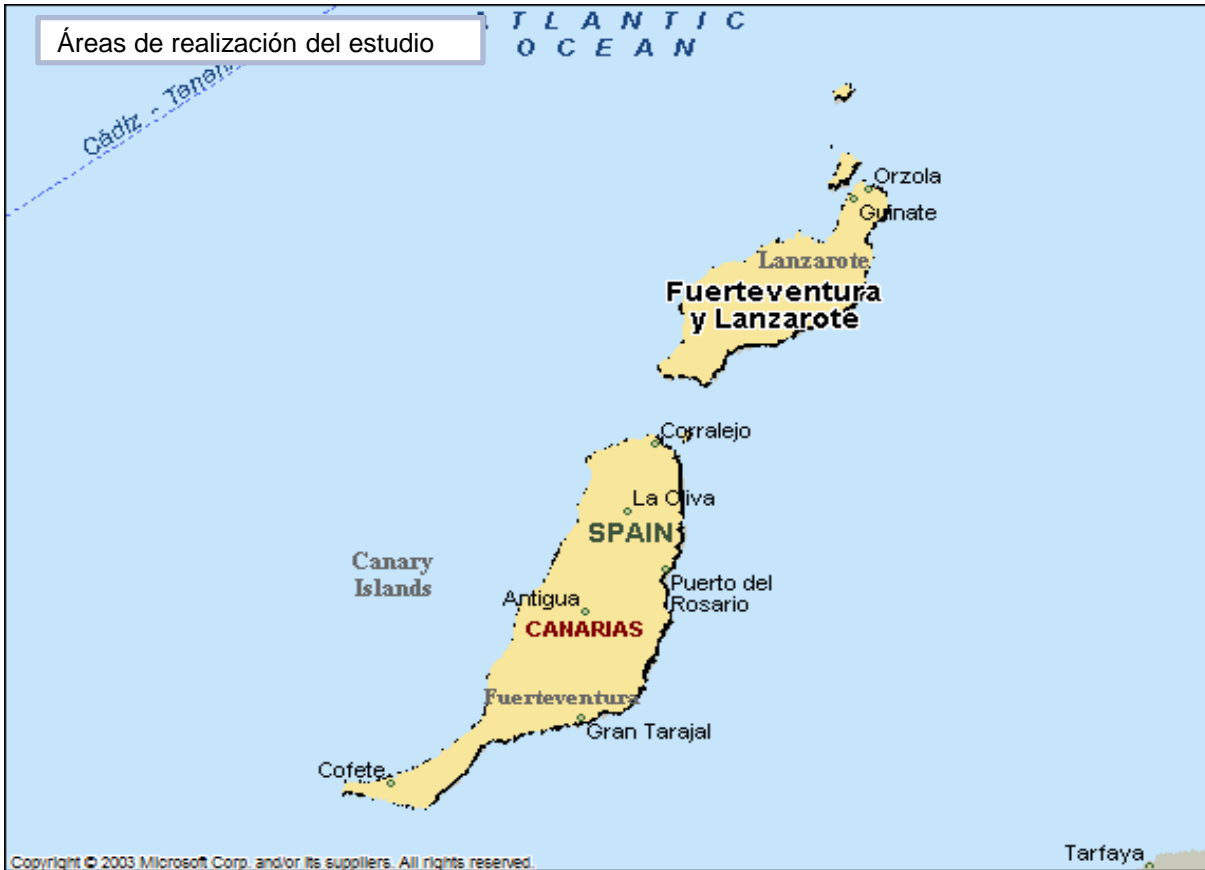 ATLANTIC
OCEAN
Áreas de realización del estudio
Cádiz - Tenerif
Orzola
Guinate
Lanzarote
Fuerteventura
y Lanzarote
Corralejo
La Oliva
SPAIN
Canary
Islands
Puerto del
Rosario
Antigua
CANARIAS
Fuerteventura
Gran Tarajal
Cofete
Tarfaya
Copyright © 2003 Microsoft Corp. and/or its suppliers. All rights reserved.